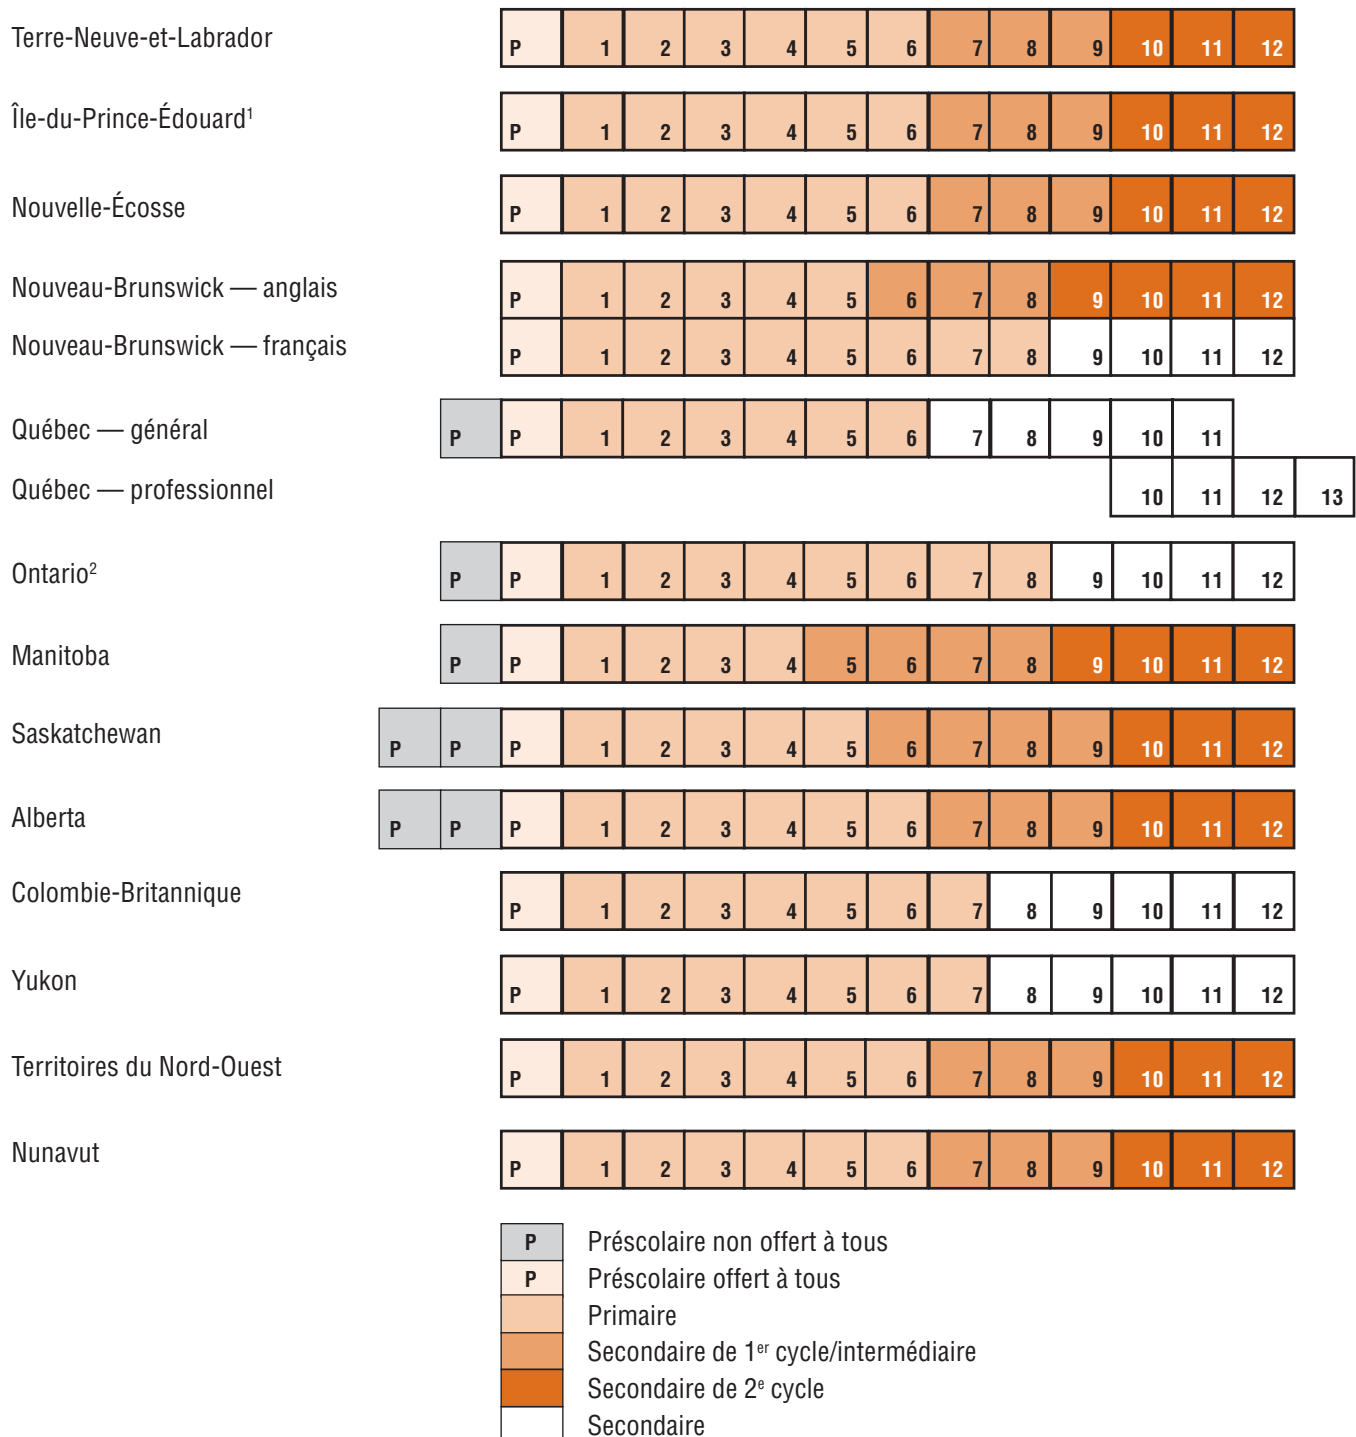 Terre-Neuve-et-Labrador P 1 2 3 4 5 6 7 8 9 10 11 12
Île-du-Prince-Édouard¹ P 1 2 3 4 5 6 7 8 9 10 11 12
Nouvelle-Écosse P 1 2 3 4 5 6 7 8 9 10 11 12
Nouveau-Brunswick — anglais P 1 2 3 4 5 6 7 8 9 10 11 12
Nouveau-Brunswick — français P 1 2 3 4 5 6 7 8 9 10 11 12
Québec — général P P 1 2 3 4 5 6 7 8 9 10 11
Québec — professionnel 10 11 12 13
Ontario² P P 1 2 3 4 5 6 7 8 9 10 11 12
Manitoba P P 1 2 3 4 5 6 7 8 9 10 11 12
Saskatchewan P P P 1 2 3 4 5 6 7 8 9 10 11 12
Alberta P P P 1 2 3 4 5 6 7 8 9 10 11 12
Colombie-Britannique P 1 2 3 4 5 6 7 8 9 10 11 12
Yukon P 1 2 3 4 5 6 7 8 9 10 11 12
Territoires du Nord-Ouest P 1 2 3 4 5 6 7 8 9 10 11 12
Nunavut P 1 2 3 4 5 6 7 8 9 10 11 12
P Préscolaire non offert à tous
P Préscolaire offert à tous
Primaire
Secondaire de 1er cycle/intermédiaire
Secondaire de 2e cycle
Secondaire